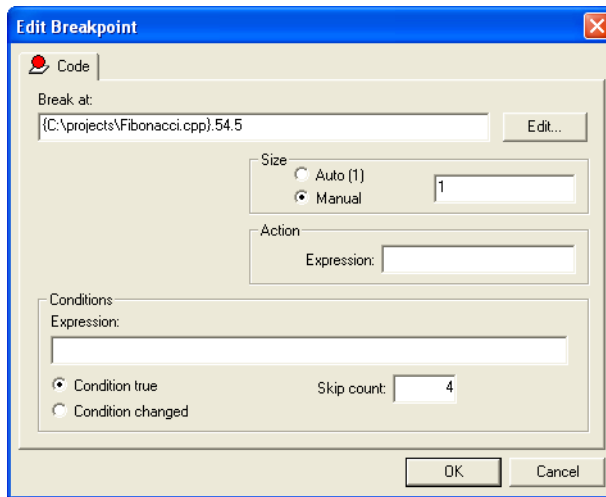 Edit Breakpoint
Code
Break at:
{C:\projects\Fibonacci.cpp}.54.5
Edit...
Size
Auto (1)
Manual
1
Action
Expression:
Conditions
Expression:
Condition true
Skip count: 4
Condition changed
OK Cancel